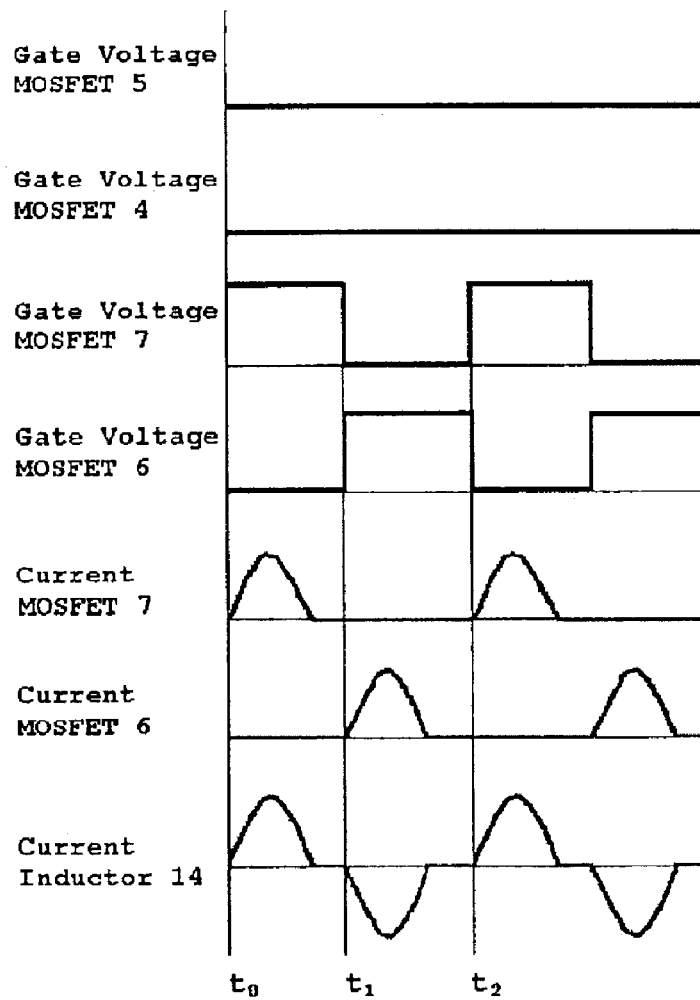 Gate Voltage
MOSFET 5
Gate Voltage
MOSFET 4
Gate Voltage
MOSFET 7
Gate Voltage
MOSFET 6
Current
MOSFET 7
Current
MOSFET 6
Current
Inductor 14
t₀ t₁ t₂